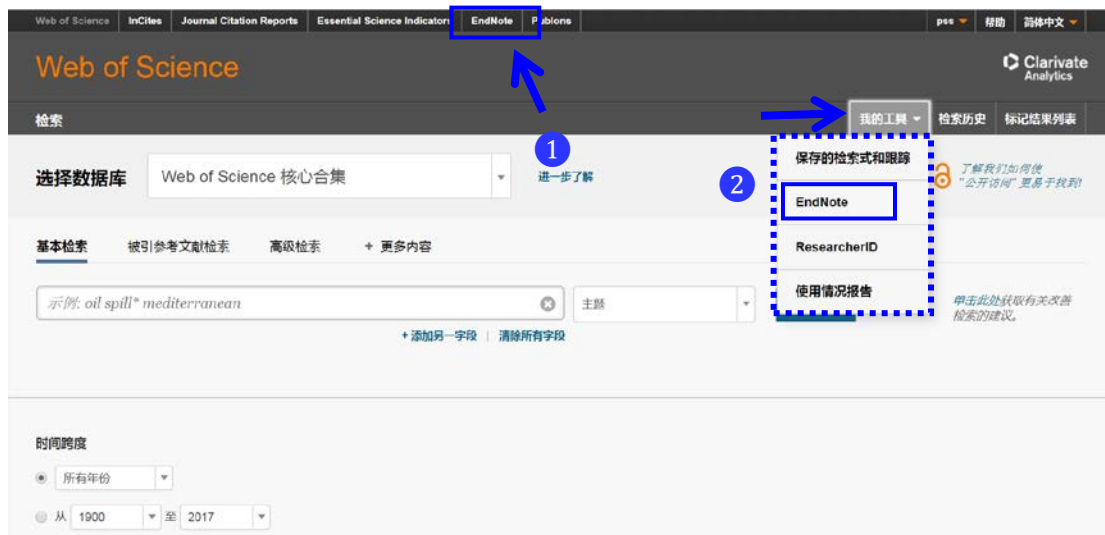 Web of Science InCites Journal Citation Reports Essential Science Indicators EndNote Publons pss 帮助 简体中文
Web of Science
Clarivate
Analytics
检索 我的工具 检索历史 标记结果列表
选择数据库 Web of Science 核心合集 进一步了解
1
2
保存的检索式和跟踪
EndNote
ResearcherID
使用情况报告
了解我们如何使
"公开访问" 更易于找到!
基本检索 被引参考文献检索 高级检索 + 更多内容
示例: oil spill* mediterranean 主题
单击此处获取有关改善
检索的建议。
+ 添加另一字段 | 清除所有字段
时间跨度
所有年份
从 1900 至 2017